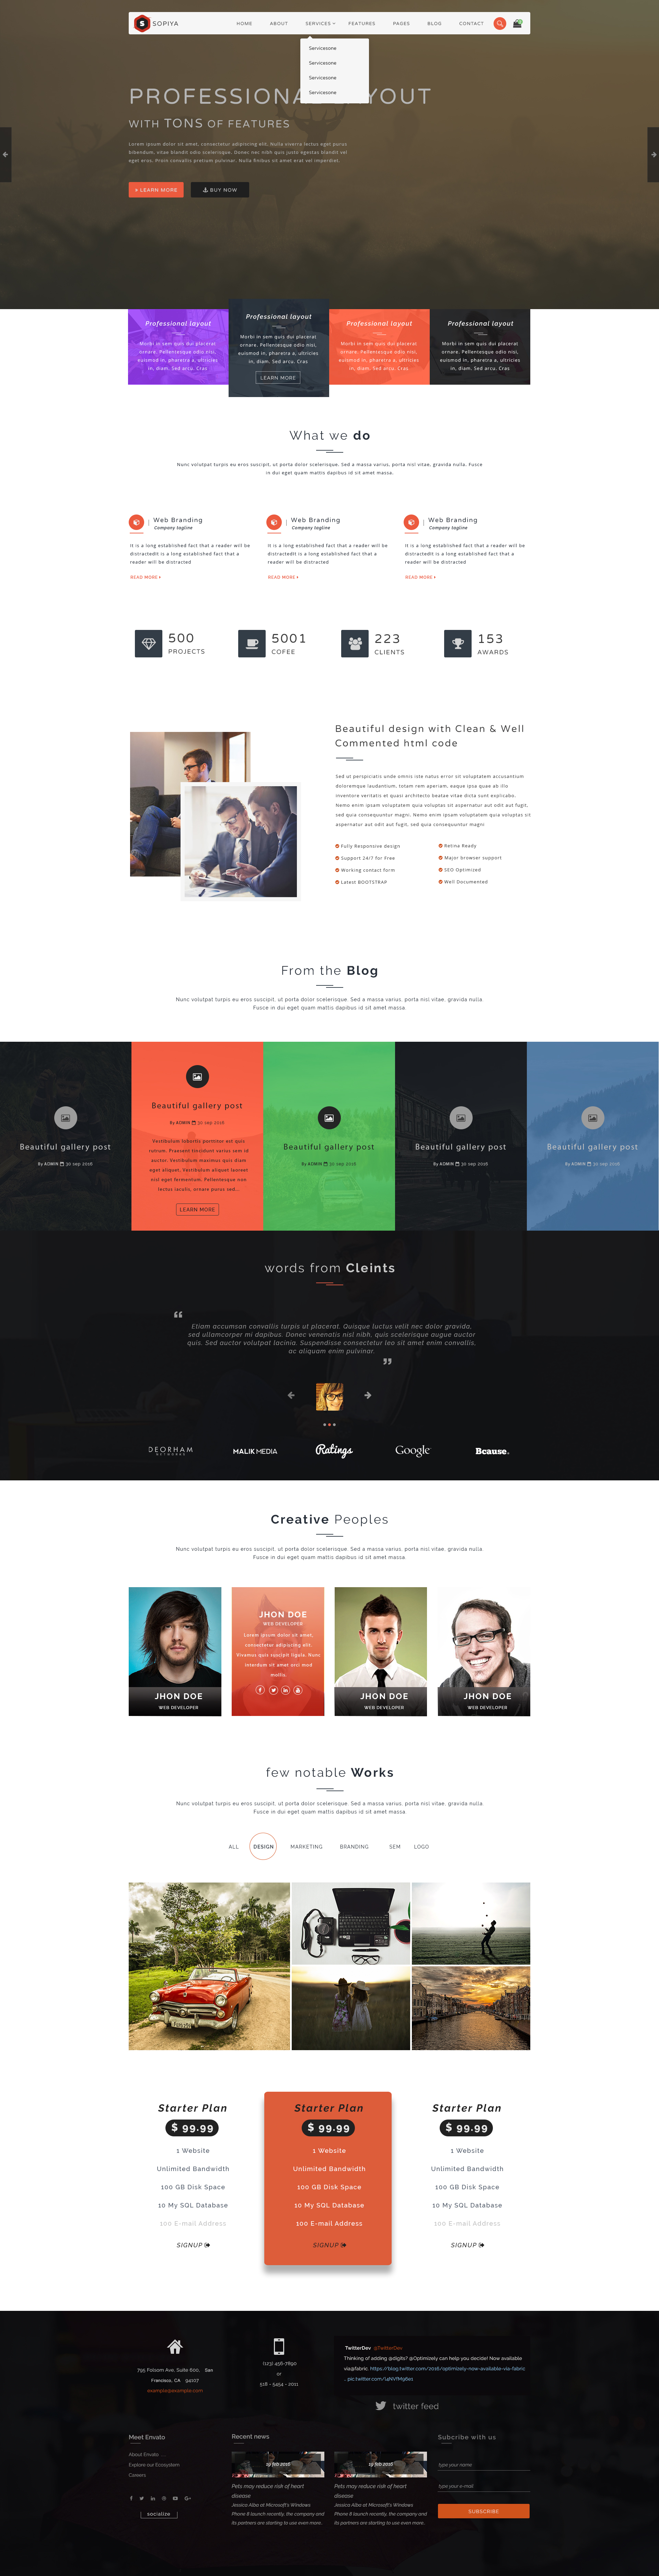 S SOPIYA HOME ABOUT SERVICES FEATURES PAGES BLOG CONTACT
Servicesone
Servicesone
Servicesone
Servicesone
PROFESSIONAL LAYOUT
WITH TONS OF FEATURES
Lorem ipsum dolor sit amet, consectetur adipiscing elit. Nulla viverra lectus eget purus
bibendum, vitae blandit odio scelerisque. Donec nec nibh quis justo egestas blandit vel
eget eros. Proin convallis pretium pulvinar. Nulla finibus sit amet erat vel imperdiet.
LEARN MORE BUY NOW
Professional layout
Morbi in sem quis dui placerat
ornare. Pellentesque odio nisi,
euismod in, pharetra a, ultricies
in, diam. Sed arcu. Cras
Professional layout
Morbi in sem quis dui placerat
ornare. Pellentesque odio nisi,
euismod in, pharetra a, ultricies
in, diam. Sed arcu. Cras
LEARN MORE
Professional layout
Morbi in sem quis dui placerat
ornare. Pellentesque odio nisi,
euismod in, pharetra a, ultricies
in, diam. Sed arcu. Cras
Professional layout
Morbi in sem quis dui placerat
ornare. Pellentesque odio nisi,
euismod in, pharetra a, ultricies
in, diam. Sed arcu. Cras
What we do
Nunc volutpat turpis eu eros suscipit, ut porta dolor scelerisque. Sed a massa varius, porta nisl vitae, gravida nulla. Fusce
in dui eget quam mattis dapibus id sit amet massa.
Web Branding
Company tagline
It is a long established fact that a reader will be
distractedIt is a long established fact that a
reader will be distracted
READ MORE
Web Branding
Company tagline
It is a long established fact that a reader will be
distractedIt is a long established fact that a
reader will be distracted
READ MORE
Web Branding
Company tagline
It is a long established fact that a reader will be
distractedIt is a long established fact that a
reader will be distracted
READ MORE
500
PROJECTS
5001
COFEE
223
CLIENTS
153
AWARDS
Beautiful design with Clean & Well
Commented html code
Sed ut perspiciatis unde omnis iste natus error sit voluptatem accusantium
doloremque laudantium, totam rem aperiam, eaque ipsa quae ab illo
inventore veritatis et quasi architecto beatae vitae dicta sunt explicabo.
Nemo enim ipsam voluptatem quia voluptas sit aspernatur aut odit aut fugit,
sed quia consequuntur magni. Nemo enim ipsam voluptatem quia voluptas sit
aspernatur aut odit aut fugit, sed quia consequuntur magni
Fully Responsive design
Support 24/7 for Free
Working contact form
Latest BOOTSTRAP
Retina Ready
Major browser support
SEO Optimized
Well Documented
From the Blog
Nunc volutpat turpis eu eros suscipit, ut porta dolor scelerisque. Sed a massa varius, porta nisl vitae, gravida nulla.
Fusce in dui eget quam mattis dapibus id sit amet massa.
Beautiful gallery post
By ADMIN 30 sep 2016
Beautiful gallery post
By ADMIN 30 sep 2016
Vestibulum lobortis porttitor est quis
rutrum. Praesent tincidunt varius sem id
auctor. Vestibulum maximus quis diam
eget aliquet. Vestibulum aliquet laoreet
nisl eget fermentum. Pellentesque non
lectus iaculis, ornare purus sed...
LEARN MORE
Beautiful gallery post
By ADMIN 30 sep 2016
Beautiful gallery post
By ADMIN 30 sep 2016
Beautiful gallery post
By ADMIN 30 sep 2016
words from Cleints
“
Etiam accumsan convallis turpis ut placerat. Quisque luctus velit nec dolor gravida,
sed ullamcorper mi dapibus. Donec venenatis nisl nibh, quis scelerisque augue auctor
quis. Sed auctor volutpat lacinia. Suspendisse consectetur leo sit amet enim convallis,
ac aliquam enim pulvinar.
”
DEORHAM
NETWORKS
MALIK MEDIA
Ratings
Google
Bcause.
Creative Peoples
Nunc volutpat turpis eu eros suscipit, ut porta dolor scelerisque. Sed a massa varius, porta nisl vitae, gravida nulla.
Fusce in dui eget quam mattis dapibus id sit amet massa.
JHON DOE
WEB DEVELOPER
JHON DOE
WEB DEVELOPER
Lorem ipsum dolor sit amet,
consectetur adipiscing elit.
Vivamus quis suscipit ligula. Nunc
interdum sit amet orci mod
mollis.
JHON DOE
WEB DEVELOPER
JHON DOE
WEB DEVELOPER
few notable Works
Nunc volutpat turpis eu eros suscipit, ut porta dolor scelerisque. Sed a massa varius, porta nisl vitae, gravida nulla.
Fusce in dui eget quam mattis dapibus id sit amet massa.
ALL DESIGN MARKETING BRANDING SEM LOGO
Starter Plan
$ 99.99
1 Website
Unlimited Bandwidth
100 GB Disk Space
10 My SQL Database
100 E-mail Address
SIGNUP
Starter Plan
$ 99.99
1 Website
Unlimited Bandwidth
100 GB Disk Space
10 My SQL Database
100 E-mail Address
SIGNUP
Starter Plan
$ 99.99
1 Website
Unlimited Bandwidth
100 GB Disk Space
10 My SQL Database
100 E-mail Address
SIGNUP
795 Folsom Ave, Suite 600, San
Francisco, CA 94107
example@example.com
(123) 456-7890
or
518 - 5454 - 2011
TwitterDev @TwitterDev
Thinking of adding @digits? @Optimizely can help you decide! Now available
via@fabric. https://blog.twitter.com/2016/optimizely-now-available-via-fabric
twitter feed
Meet Envato
About Envato
Explore our Ecosystem
Careers
socialize
Recent news
19 feb 2016
Pets may reduce risk of heart
disease
Jessica Alba at Microsoft's Windows
Phone 8 launch recently, the company and
its partners are starting to use even more.
19 feb 2016
Pets may reduce risk of heart
disease
Jessica Alba at Microsoft's Windows
Phone 8 launch recently, the company and
its partners are starting to use even more.
Subcribe with us
type your name
type your e-mail
SUBSCRIBE